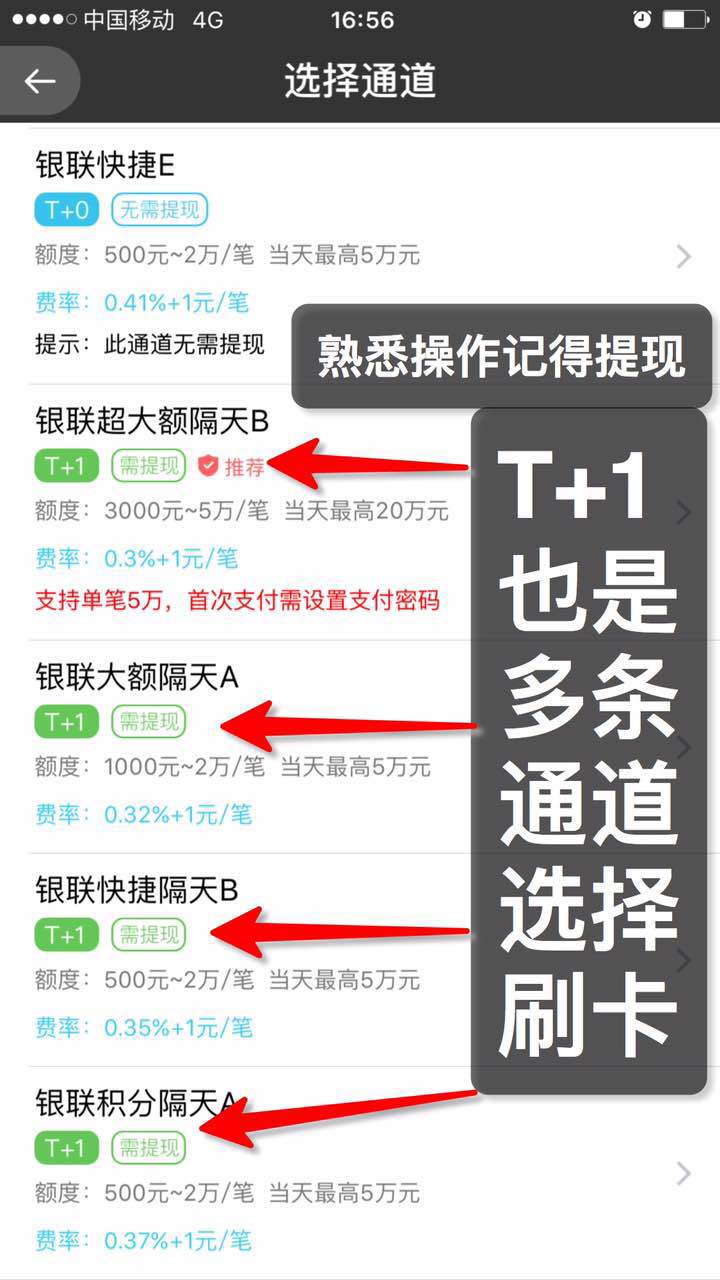 中国移动 4G 16:56
选择通道
银联快捷E
T+0 无需提现
额度：500元~2万/笔 当天最高5万元
费率：0.41%+1元/笔
提示：此通道无需提现
熟悉操作记得提现
银联超大额隔天B
T+1 需提现 推荐
额度：3000元~5万/笔 当天最高20万元
费率：0.3%+1元/笔
支持单笔5万，首次支付需设置支付密码
银联大额隔天A
T+1 需提现
额度：1000元~2万/笔 当天最高5万元
费率：0.32%+1元/笔
银联快捷隔天B
T+1 需提现
额度：500元~2万/笔 当天最高5万元
费率：0.35%+1元/笔
银联积分隔天A
T+1 需提现
额度：500元~2万/笔 当天最高5万元
费率：0.37%+1元/笔
T+1
也是
多条
通道
选择
刷卡